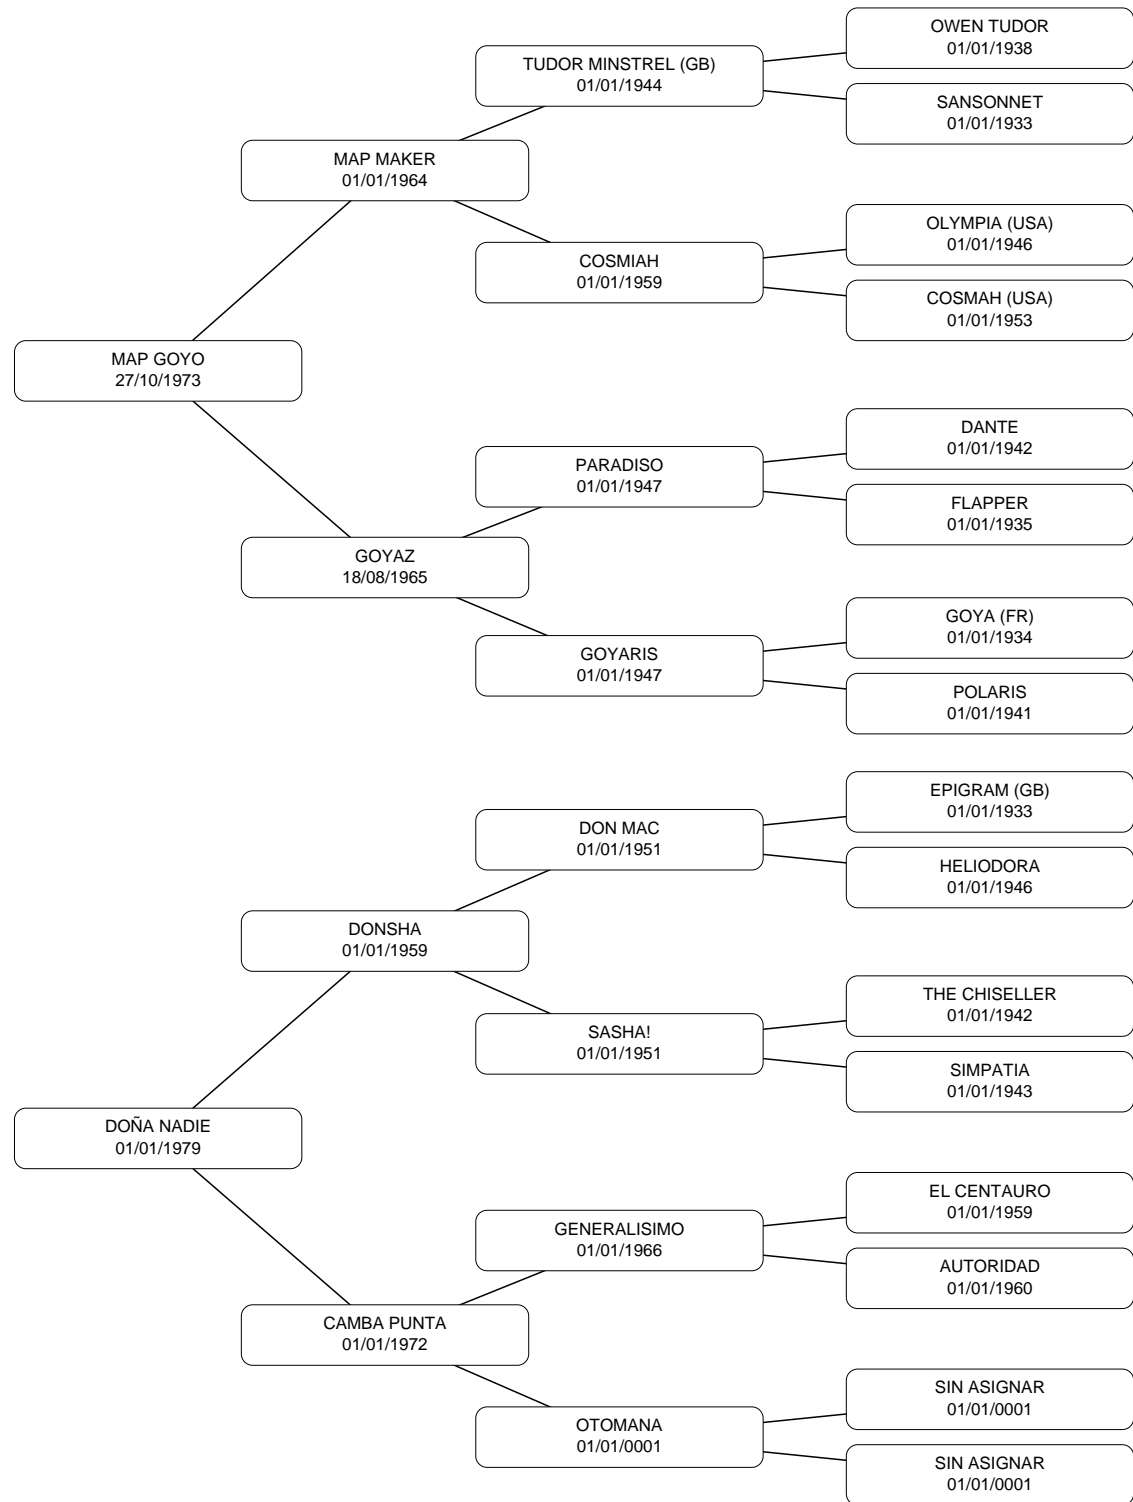 OWEN TUDOR
01/01/1938
TUDOR MINSTREL (GB)
01/01/1944
SANSONNET
01/01/1933
MAP MAKER
01/01/1964
OLYMPIA (USA)
01/01/1946
COSMIAH
01/01/1959
COSMAH (USA)
01/01/1953
MAP GOYO
27/10/1973
DANTE
01/01/1942
PARADISO
01/01/1947
FLAPPER
01/01/1935
GOYAZ
18/08/1965
GOYA (FR)
01/01/1934
GOYARIS
01/01/1947
POLARIS
01/01/1941
EPIGRAM (GB)
01/01/1933
DON MAC
01/01/1951
HELIODORA
01/01/1946
DONSHA
01/01/1959
THE CHISELLER
01/01/1942
SASHA!
01/01/1951
SIMPATIA
01/01/1943
DOÑA NADIE
01/01/1979
EL CENTAURO
01/01/1959
GENERALISIMO
01/01/1966
AUTORIDAD
01/01/1960
CAMBA PUNTA
01/01/1972
SIN ASIGNAR
01/01/0001
OTOMANA
01/01/0001
SIN ASIGNAR
01/01/0001